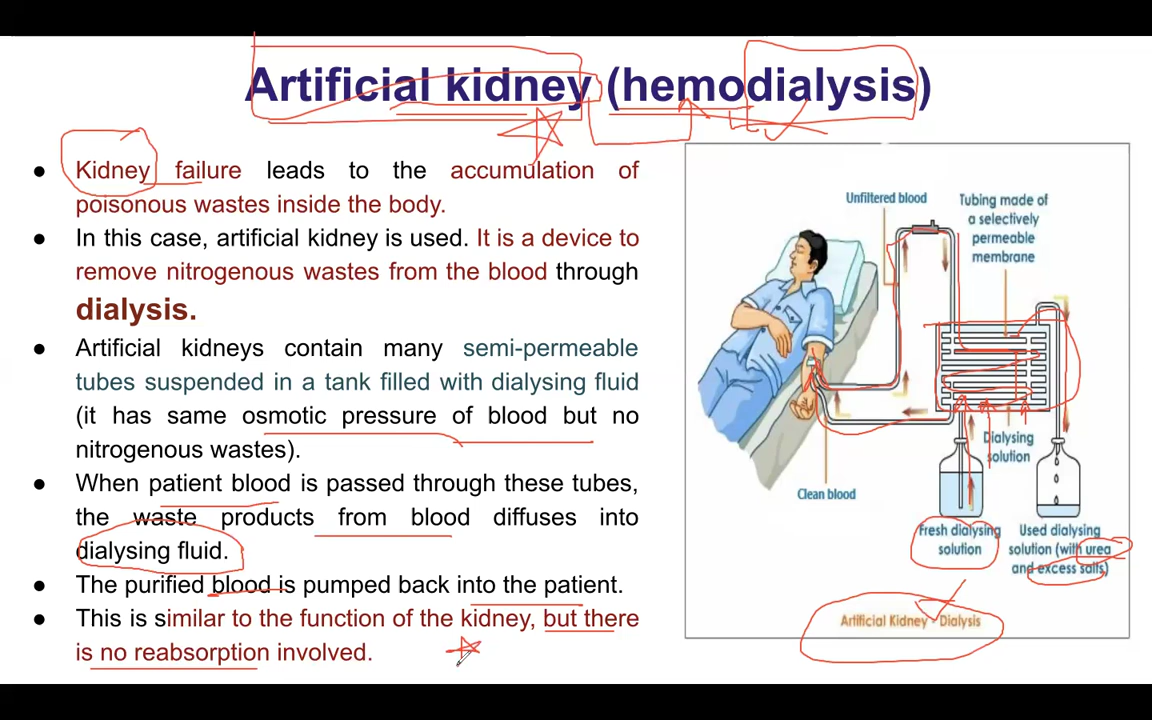 Artificial kidney (hemodialysis)
● Kidney failure leads to the accumulation of
poisonous wastes inside the body.
● In this case, artificial kidney is used. It is a device to
remove nitrogenous wastes from the blood through
dialysis.
● Artificial kidneys contain many semi-permeable
tubes suspended in a tank filled with dialysing fluid
(it has same osmotic pressure of blood but no
nitrogenous wastes).
● When patient blood is passed through these tubes,
the waste products from blood diffuses into
dialysing fluid.
● The purified blood is pumped back into the patient.
● This is similar to the function of the kidney, but there
is no reabsorption involved.
Unfiltered blood
Tubing made of
a selectively
permeable
membrane
Dialysing
solution
Clean blood
Fresh dialysing
solution
Used dialysing
solution (with urea
and excess salts)
Artificial Kidney - Dialysis